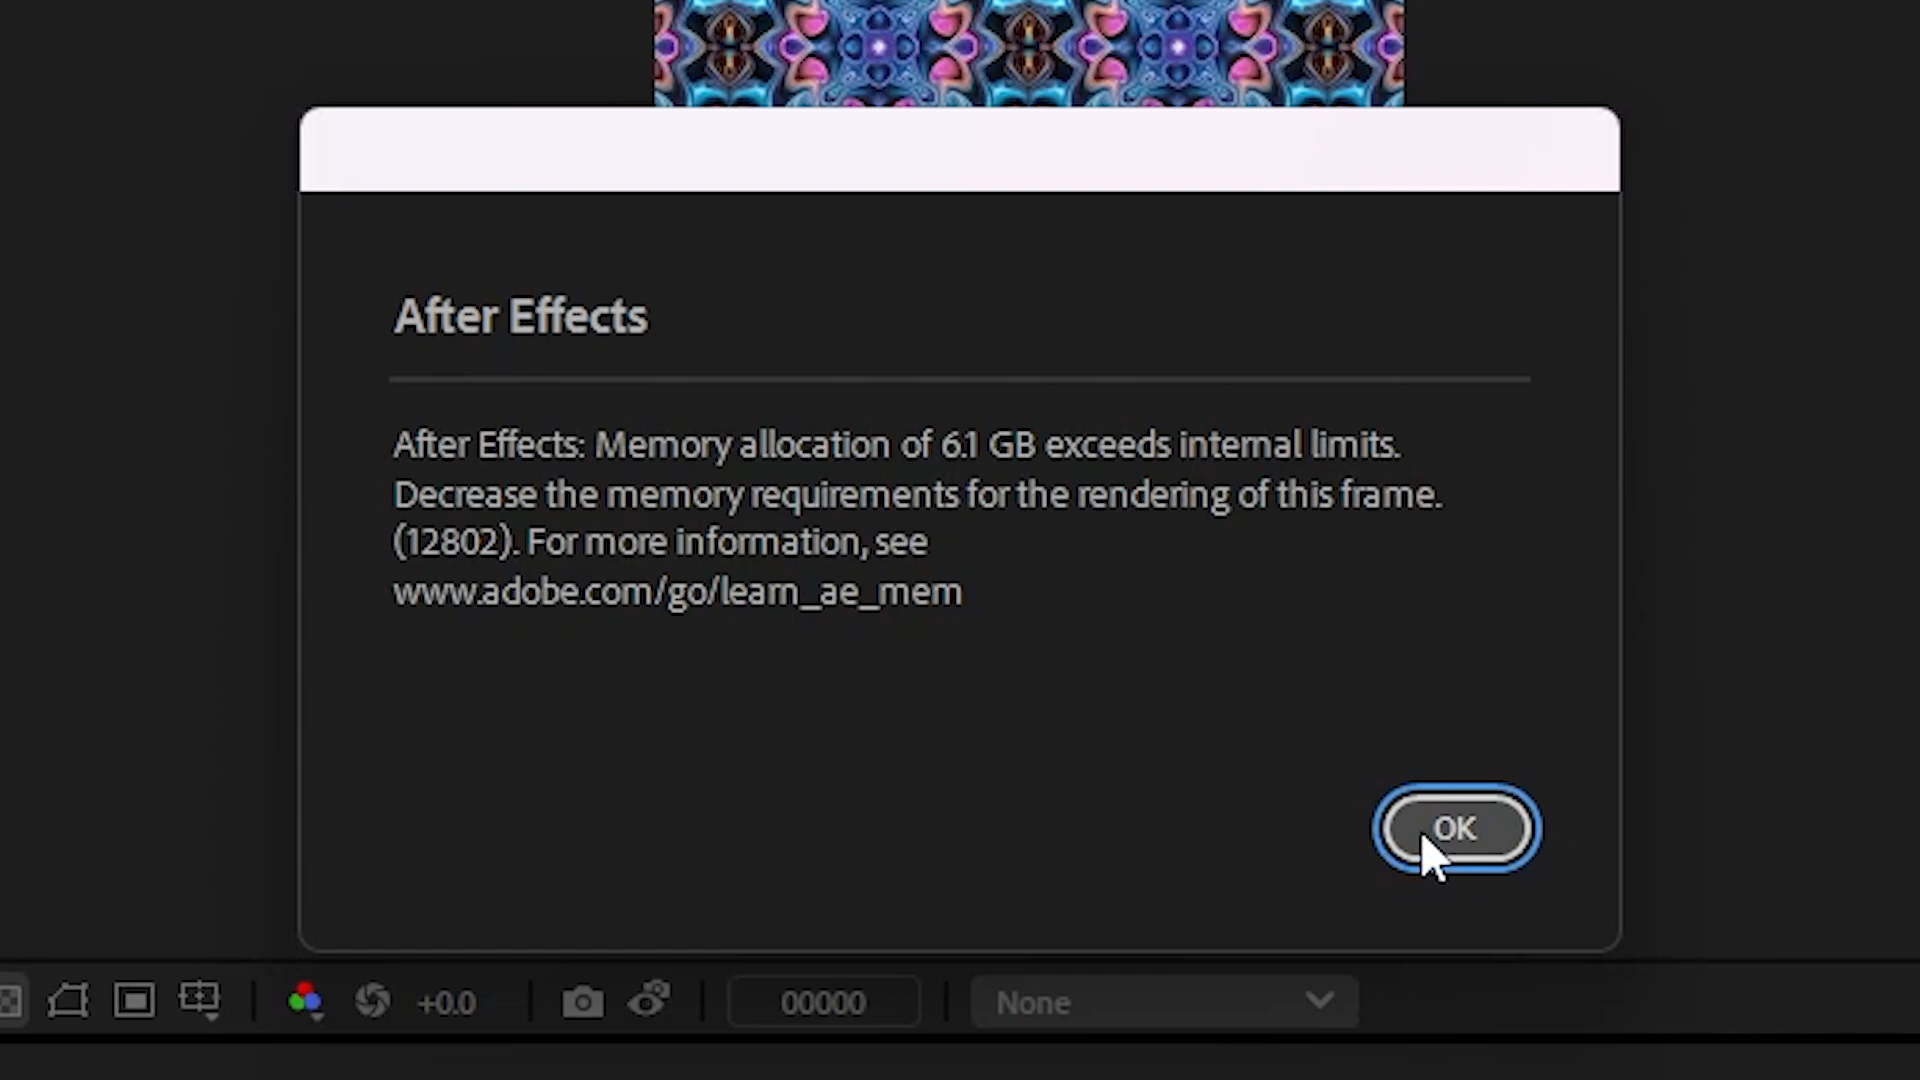 After Effects
After Effects: Memory allocation of 6.1 GB exceeds internal limits.
Decrease the memory requirements for the rendering of this frame.
(12802). For more information, see
www.adobe.com/go/learn_ae_mem
OK
+0.0
00000
None